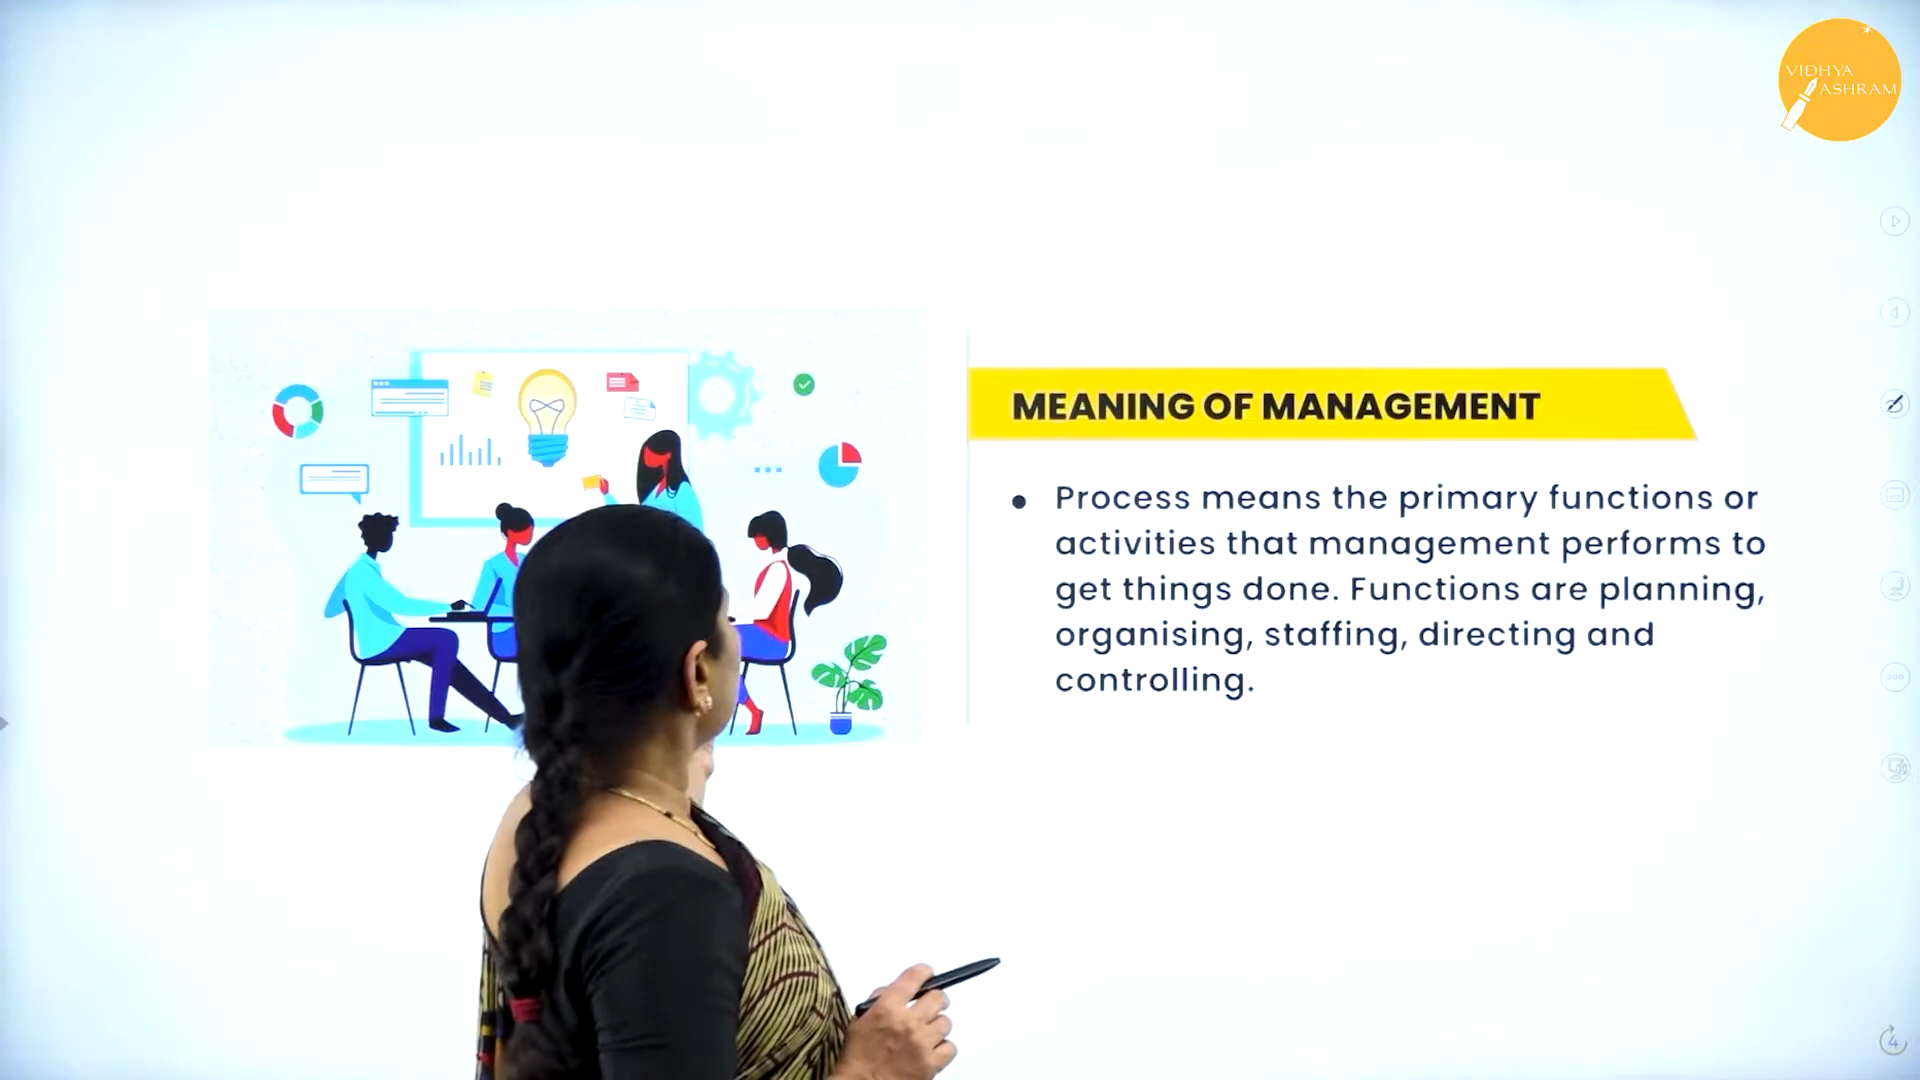 VIDHYA
ASHRAM
MEANING OF MANAGEMENT
Process means the primary functions or
activities that management performs to
get things done. Functions are planning,
organising, staffing, directing and
controlling.
4